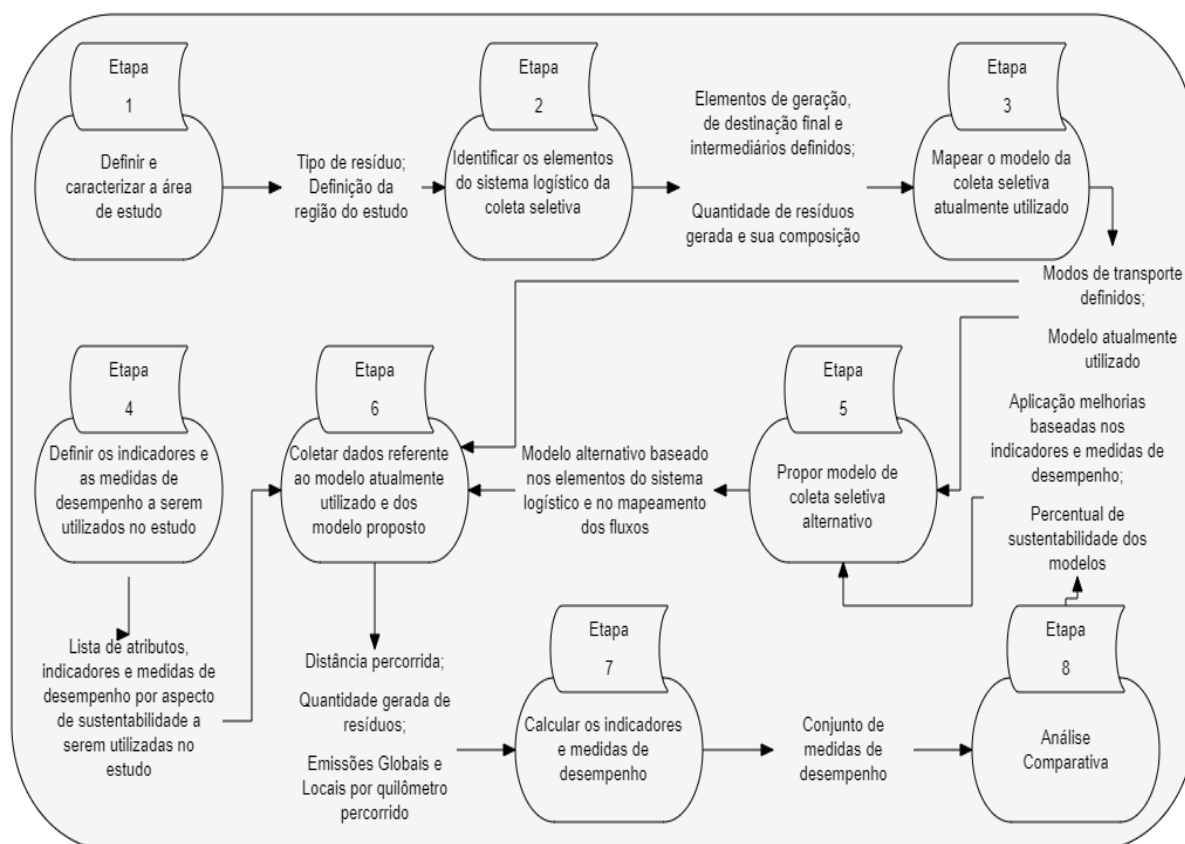 Etapa
1
Definir e
caracterizar a área
de estudo
Tipo de resíduo;
Definição da
região do estudo
Etapa
2
Identificar os elementos
do sistema logístico da
coleta seletiva
Elementos de geração,
de destinação final e
intermediários definidos;
Quantidade de resíduos
gerada e sua composição
Etapa
3
Mapear o modelo da
coleta seletiva
atualmente utilizado
Modos de transporte
definidos;
Modelo atualmente
utilizado
Etapa
4
Definir os indicadores e
as medidas de
desempenho a serem
utilizados no estudo
Etapa
6
Coletar dados referente
ao modelo atualmente
utilizado e dos
modelo proposto
Modelo alternativo baseado
nos elementos do sistema
logístico e no mapeamento
dos fluxos
Etapa
5
Propor modelo de
coleta seletiva
alternativo
Aplicação melhorias
baseadas nos
indicadores e medidas de
desempenho;
Percentual de
sustentabilidade dos
modelos
Lista de atributos,
indicadores e medidas de
desempenho por aspecto
de sustentabilidade a
serem utilizadas no
estudo
Distância percorrida;
Quantidade gerada de
resíduos;
Emissões Globais e
Locais por quilômetro
percorrido
Etapa
7
Calcular os indicadores
e medidas de
desempenho
Conjunto de
medidas de
desempenho
Etapa
8
Análise
Comparativa